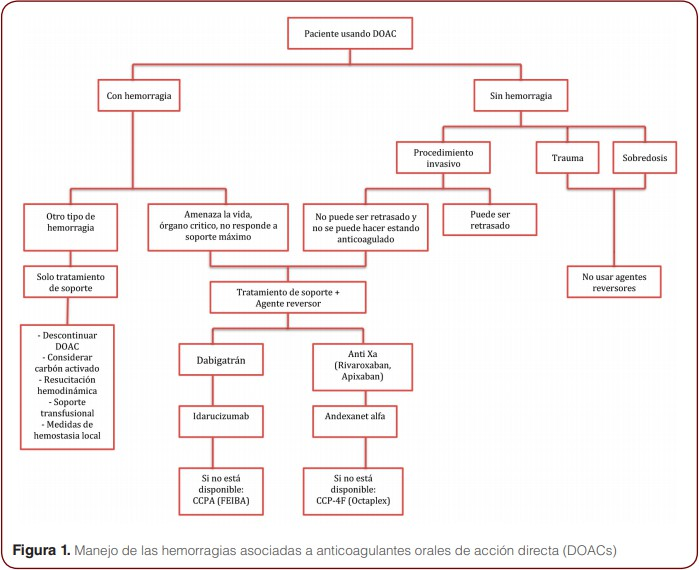 Paciente usando DOAC
Con hemorragia
Sin hemorragia
Procedimiento
invasivo
Trauma
Sobredosis
Otro tipo de
hemorragia
Amenaza la vida,
órgano critico, no responde a
soporte máximo
No puede ser retrasado y
no se puede hacer estando
anticoagulado
Puede ser
retrasado
Solo tratamiento
de soporte
No usar agentes
reversores
Tratamiento de soporte +
Agente reversor
- Descontinuar
DOAC
- Considerar
carbón activado
- Resucitación
hemodinámica
- Soporte
transfusional
- Medidas de
hemostasia local
Dabigatrán
Anti Xa
(Rivaroxaban,
Apixaban)
Idarucizumab
Andexanet alfa
Si no está
disponible:
CCPA (FEIBA)
Si no está
disponible:
CCP-4F (Octaplex)
Figura 1. Manejo de las hemorragias asociadas a anticoagulantes orales de acción directa (DOACs)